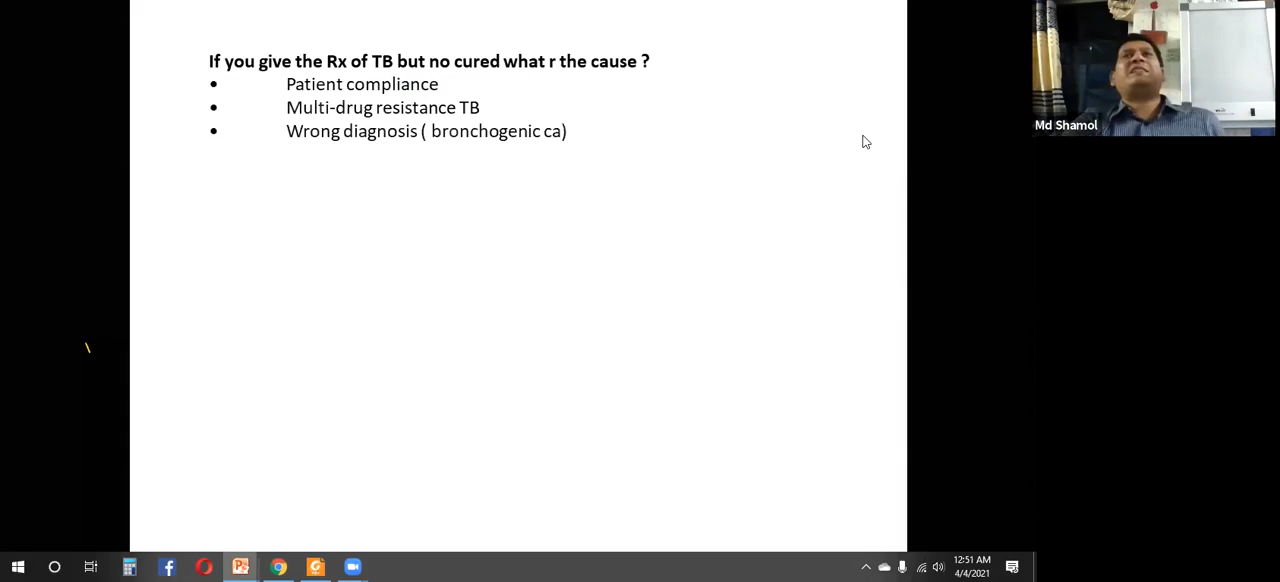 If you give the Rx of TB but no cured what r the cause ?
• Patient compliance
• Multi-drug resistance TB
• Wrong diagnosis ( bronchogenic ca)
Md Shamol
12:51 AM
4/4/2021